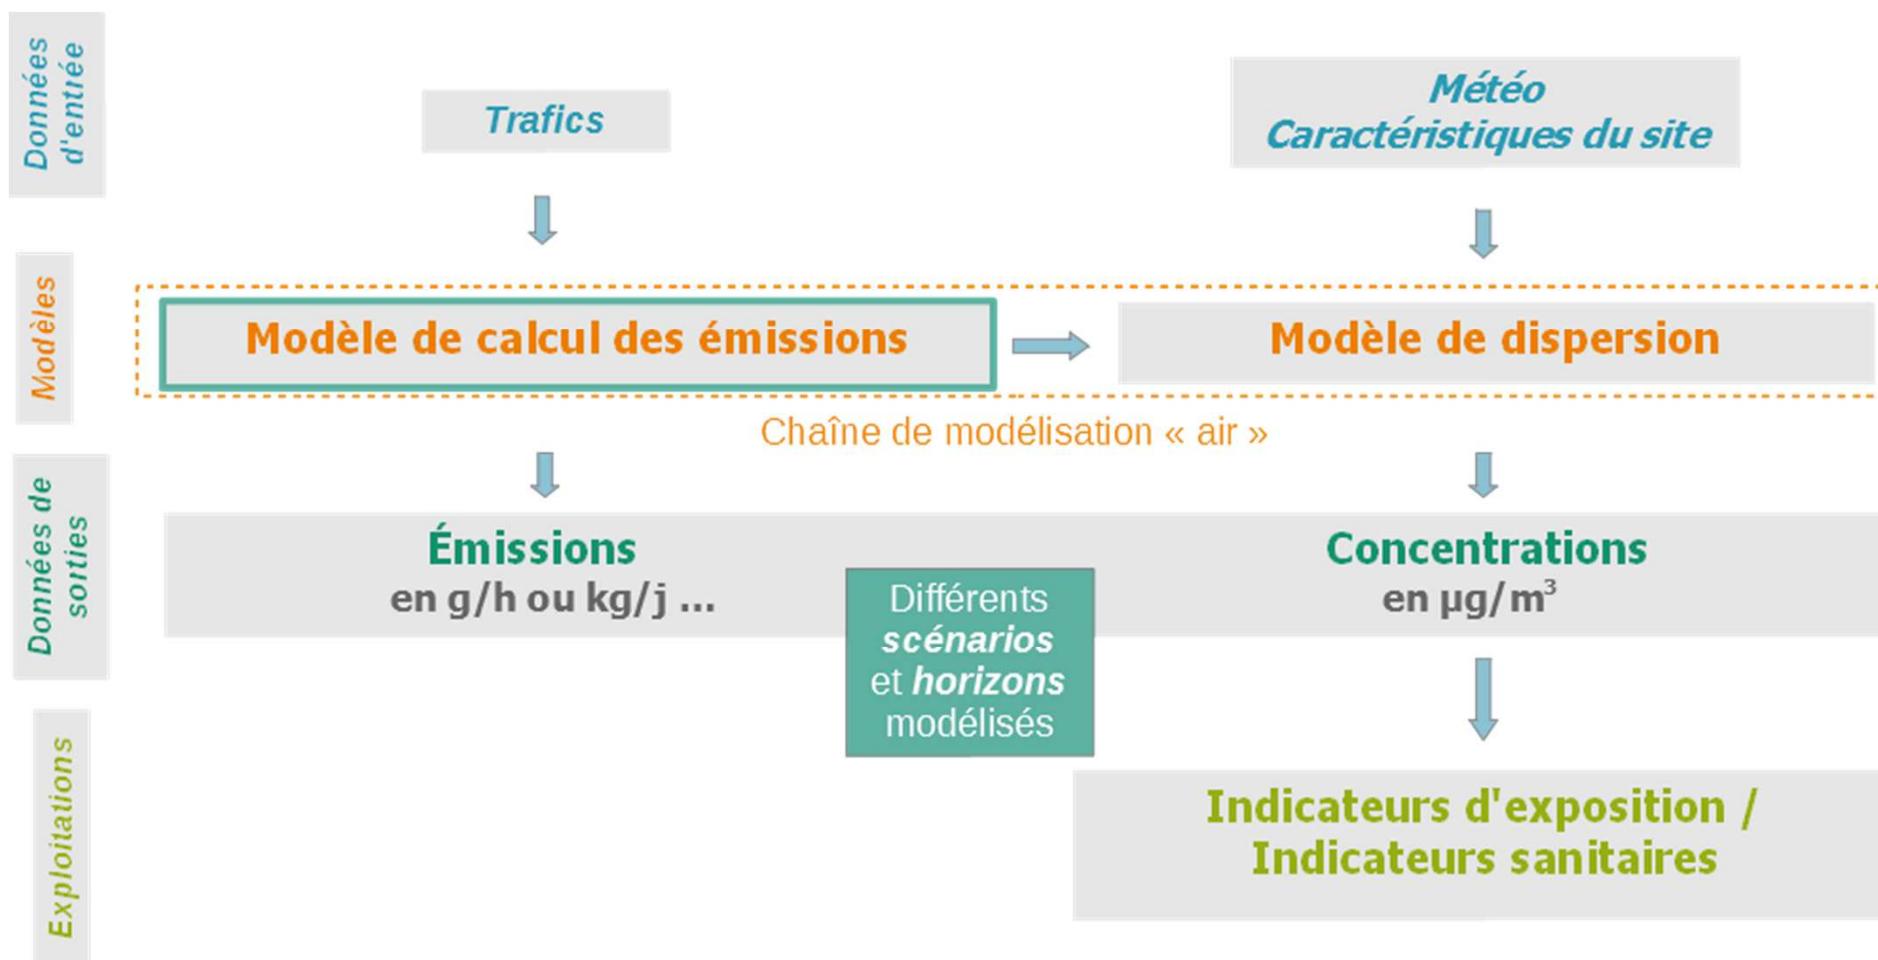 Données
d'entrée
Trafics
Météo
Caractéristiques du site
Modèles
Modèle de calcul des émissions
Modèle de dispersion
Chaîne de modélisation « air »
Données de
sorties
Émissions
en g/h ou kg/j ...
Concentrations
en µg/m³
Différents
scénarios
et horizons
modélisés
Exploitations
Indicateurs d'exposition /
Indicateurs sanitaires